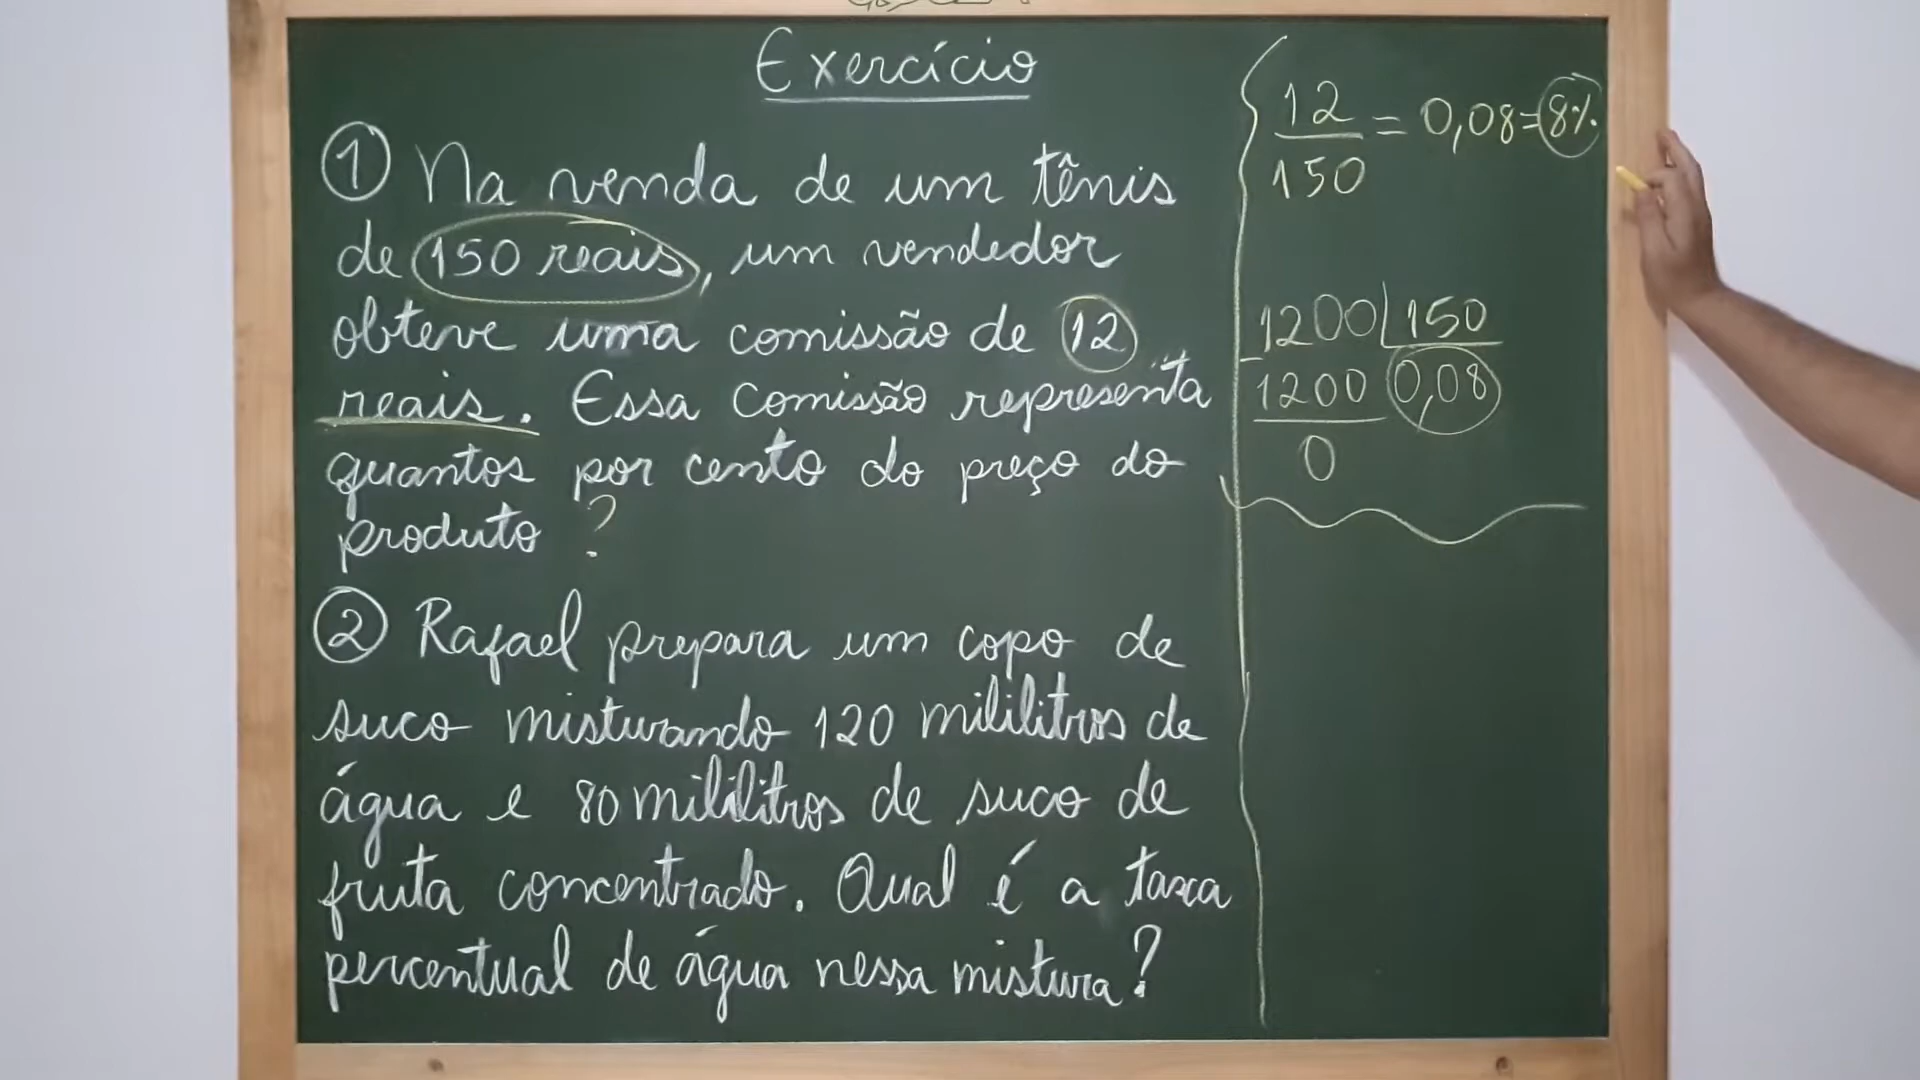 Exercício
① Na venda de um tênis
de 150 reais, um vendedor
obteve uma comissão de 12
reais. Essa comissão representa
quantos por cento do preço do
produto?
② Rafael prepara um copo de
suco misturando 120 mililitros de
água e 80 mililitros de suco de
fruta concentrado. Qual é a taxa
percentual de água nessa mistura?
12
150
= 0,08=8%
1200 150
-1200 0,08
0